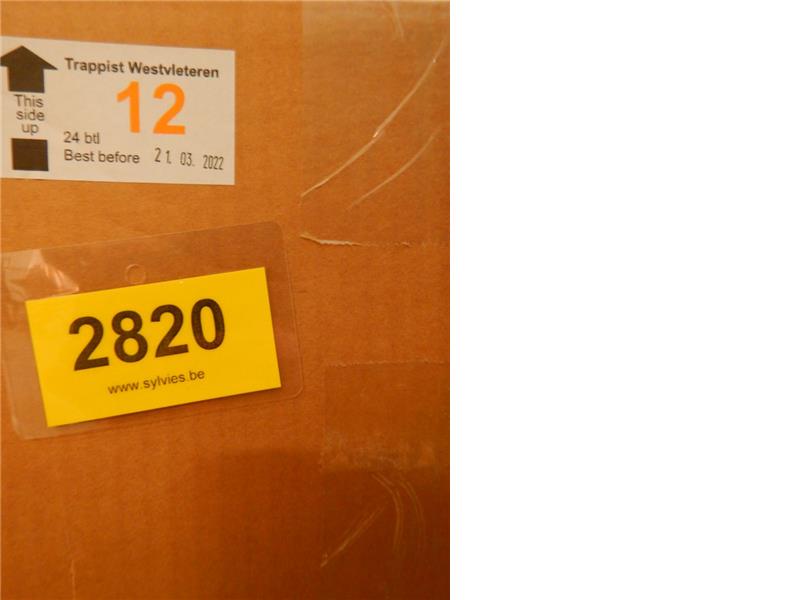 Trappist Westvleteren
This
side
up
12
24 btl
Best before 21. 03. 2022
2820
www.sylvies.be